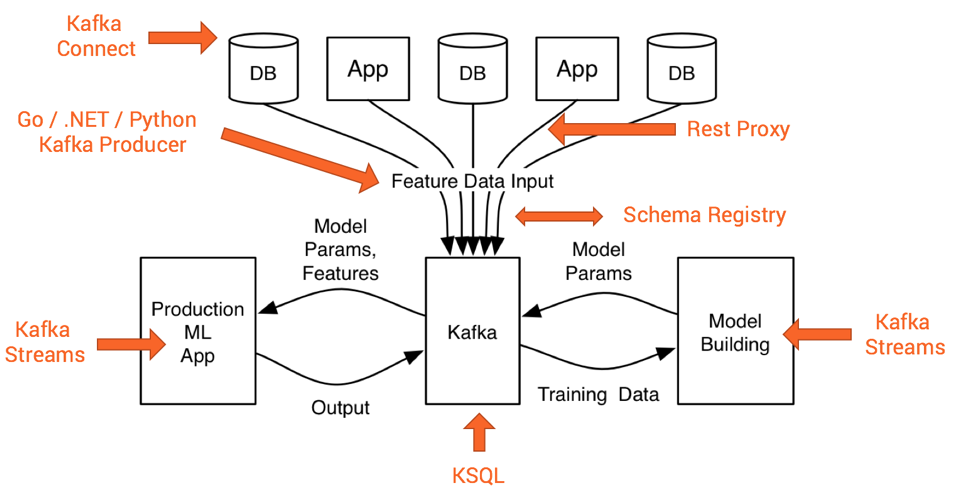 Kafka
Connect
DB
App
DB
App
DB
Go / .NET / Python
Kafka Producer
Rest Proxy
Feature Data Input
Schema Registry
Model
Params,
Features
Model
Params
Production
ML
App
Kafka
Model
Building
Kafka
Streams
Kafka
Streams
Output
Training Data
KSQL